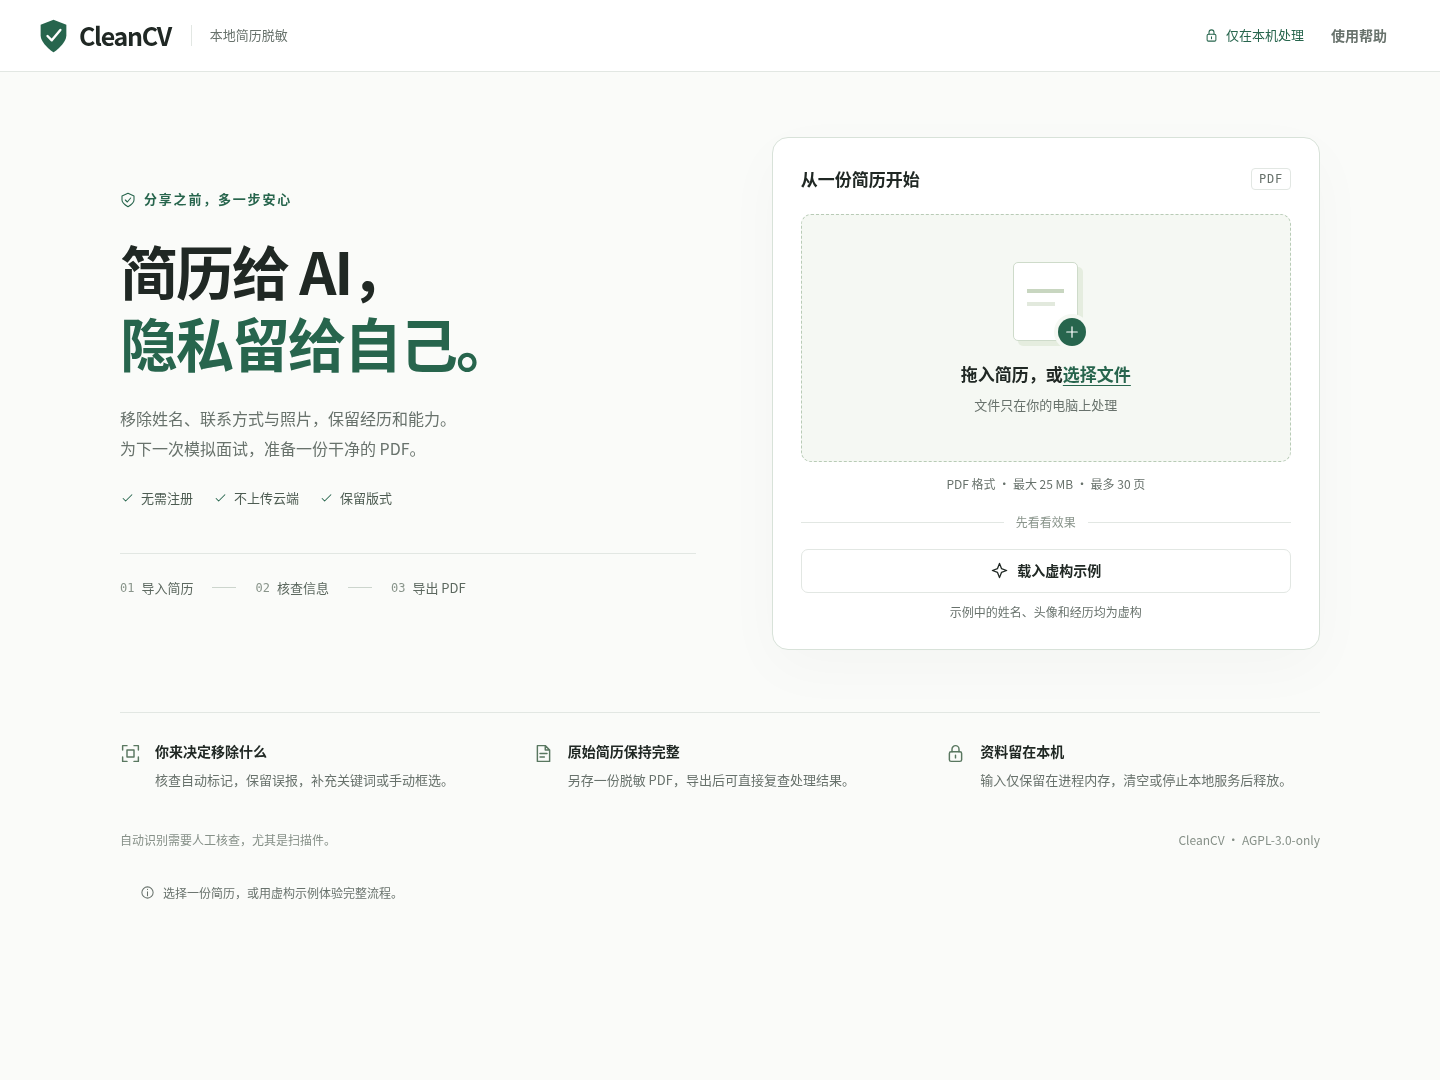 CleanCV
本地简历脱敏
仅在本机处理
使用帮助
分享之前，多一步安心
简历给 AI，
隐私留给自己。
移除姓名、联系方式与照片，保留经历和能力。
为下一次模拟面试，准备一份干净的 PDF。
无需注册
不上传云端
保留版式
01 导入简历
02 核查信息
03 导出 PDF
从一份简历开始
PDF
拖入简历，或选择文件
文件只在你的电脑上处理
PDF 格式 · 最大 25 MB · 最多 30 页
先看看效果
载入虚构示例
示例中的姓名、头像和经历均为虚构
你来决定移除什么
核查自动标记，保留误报，补充关键词或手动框选。
原始简历保持完整
另存一份脱敏 PDF，导出后可直接复查处理结果。
资料留在本机
输入仅保留在进程内存，清空或停止本地服务后释放。
自动识别需要人工核查，尤其是扫描件。
CleanCV · AGPL-3.0-only
选择一份简历，或用虚构示例体验完整流程。